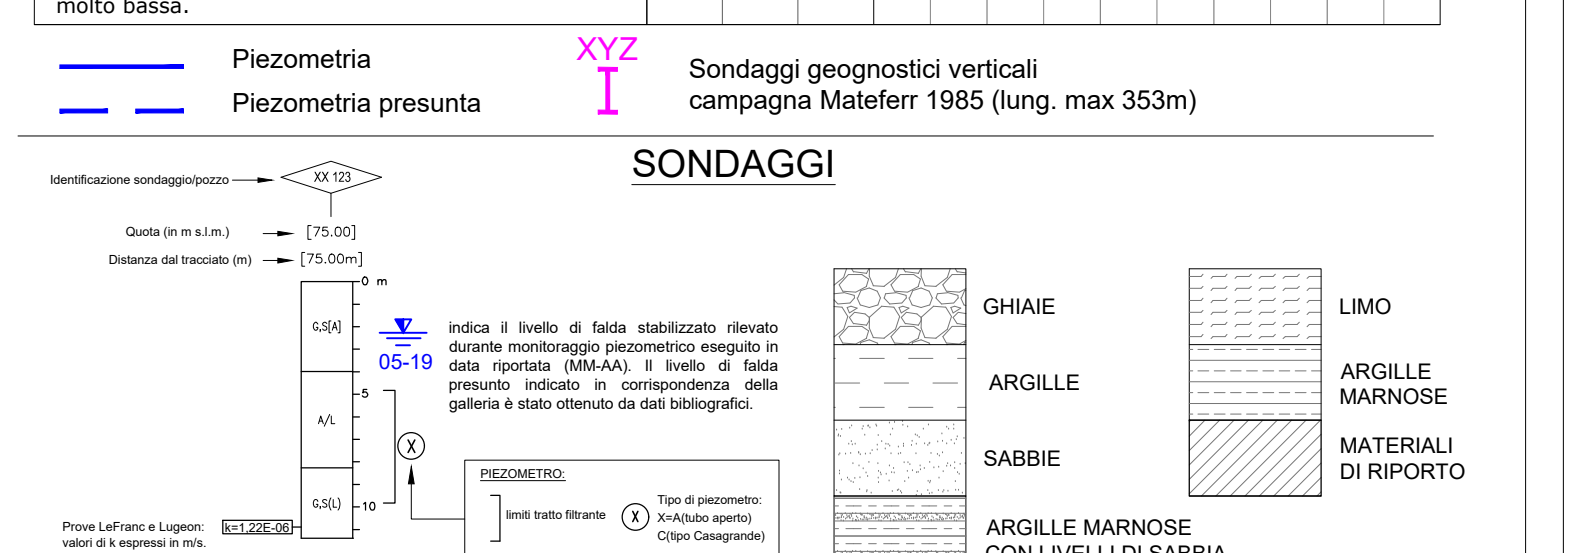 molto bassa.
Piezometria
Piezometria presunta
XYZ
Sondaggi geognostici verticali
campagna Mateferr 1985 (lung. max 353m)
SONDAGGI
Identificazione sondaggio/pozzo
XX 123
Quota (in m s.l.m.)
[75.00]
Distanza dal tracciato (m)
[75.00m]
0 m
G,S[A]
5
A/L
G,S(L)
10
Prove LeFranc e Lugeon:
valori di k espressi in m/s.
k=1,22E-06
05-19
indica il livello di falda stabilizzato rilevato
durante monitoraggio piezometrico eseguito in
data riportata (MM-AA). Il livello di falda
presunto indicato in corrispondenza della
galleria è stato ottenuto da dati bibliografici.
X
PIEZOMETRO:
limiti tratto filtrante
X
Tipo di piezometro:
X=A(tubo aperto)
C(tipo Casagrande)
GHIAIE
ARGILLE
SABBIE
ARGILLE MARNOSE
CON LIVELLI DI SABBIA
LIMO
ARGILLE
MARNOSE
MATERIALI
DI RIPORTO